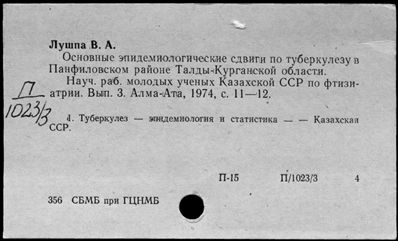 Лушпа В. А.
Основные эпидемиологические сдвиги по туберкулезу в
Панфиловском районе Талды-Курганской области.
Науч. раб. молодых ученых Казахской ССР по фтизи-
атрии. Вып. 3. Алма-Ата, 1974, с. 11—12.
П
1023/3
1. Туберкулез — эпидемиология и статистика — — Казахская
ССР.
П-15 П/1023/3 4
356 СБМБ при ГЦНМБ